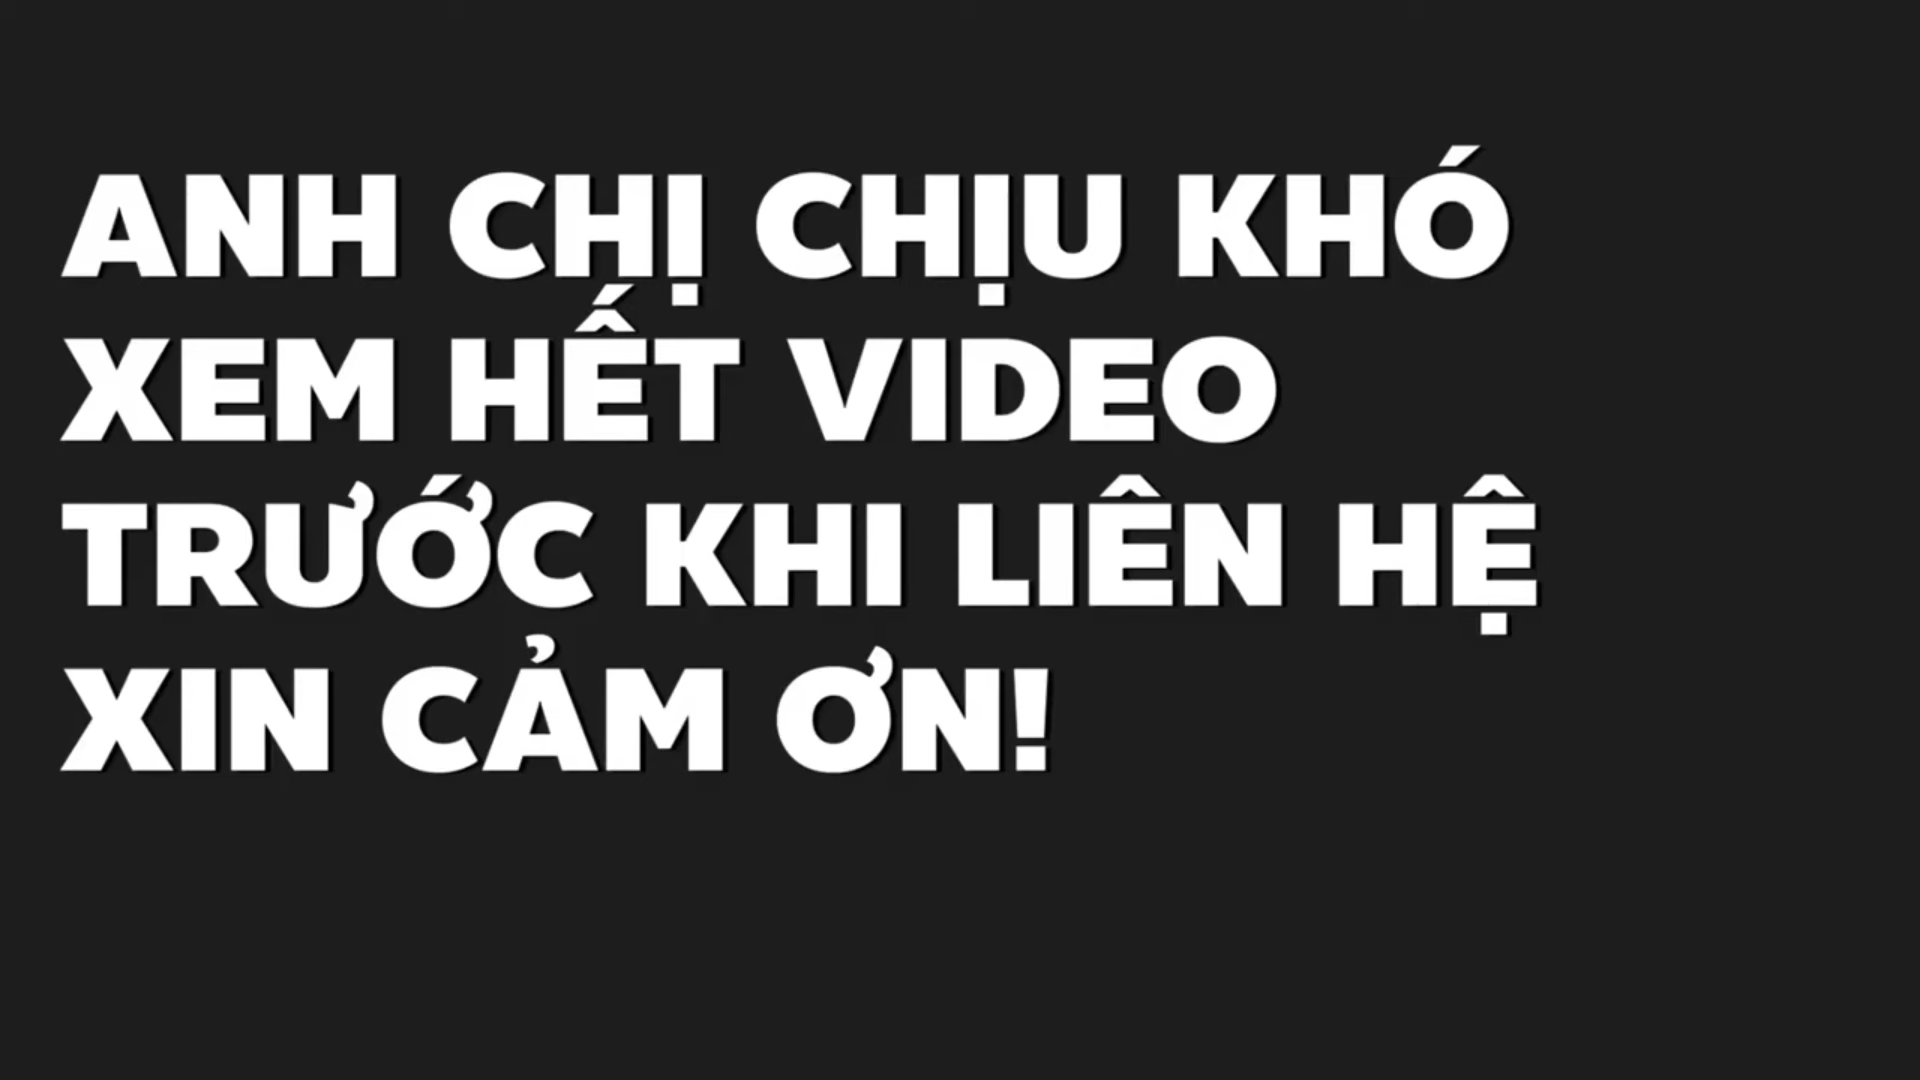 ANH CHỊ CHỊU KHÓ
XEM HẾT VIDEO
TRƯỚC KHI LIÊN HỆ
XIN CẢM ƠN!